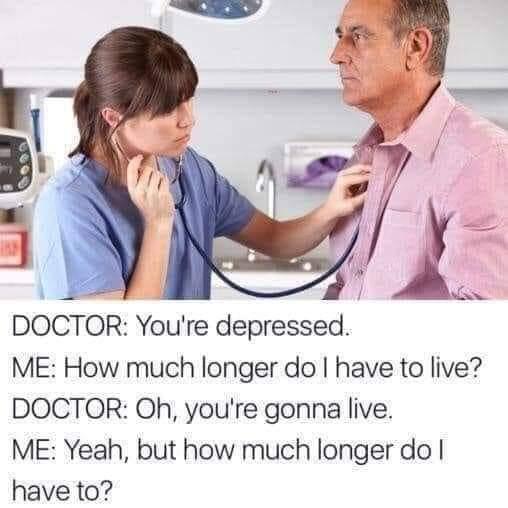 DOCTOR: You're depressed.
ME: How much longer do I have to live?
DOCTOR: Oh, you're gonna live.
ME: Yeah, but how much longer do I
have to?